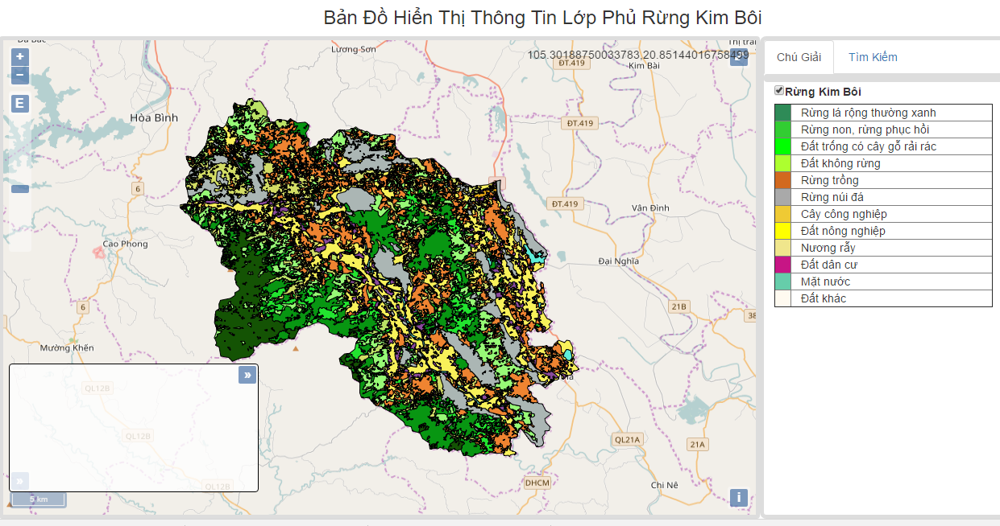 Bản Đồ Hiển Thị Thông Tin Lớp Phủ Rừng Kim Bôi
Đà Bắc
Lương Sơn
105.30188750033783,20.85144016758499
Thị trấn
ĐT.419
Kim Bài
+
−
E
Hòa Bình
ĐT.419
6
ĐT.419
Vân Đình
Cao Phong
Đại Nghĩa
6
21B
38
Mường Khến
»
QL12B
QL12B
»
QL12B
5 km
QL21A
21A
DHCM
Chi Nê
i
Chú Giải
Tìm Kiếm
Rừng Kim Bôi
Rừng lá rộng thường xanh
Rừng non, rừng phục hồi
Đất trống có cây gỗ rải rác
Đất không rừng
Rừng trồng
Rừng núi đá
Cây công nghiệp
Đất nông nghiệp
Nương rẫy
Đất dân cư
Mặt nước
Đất khác